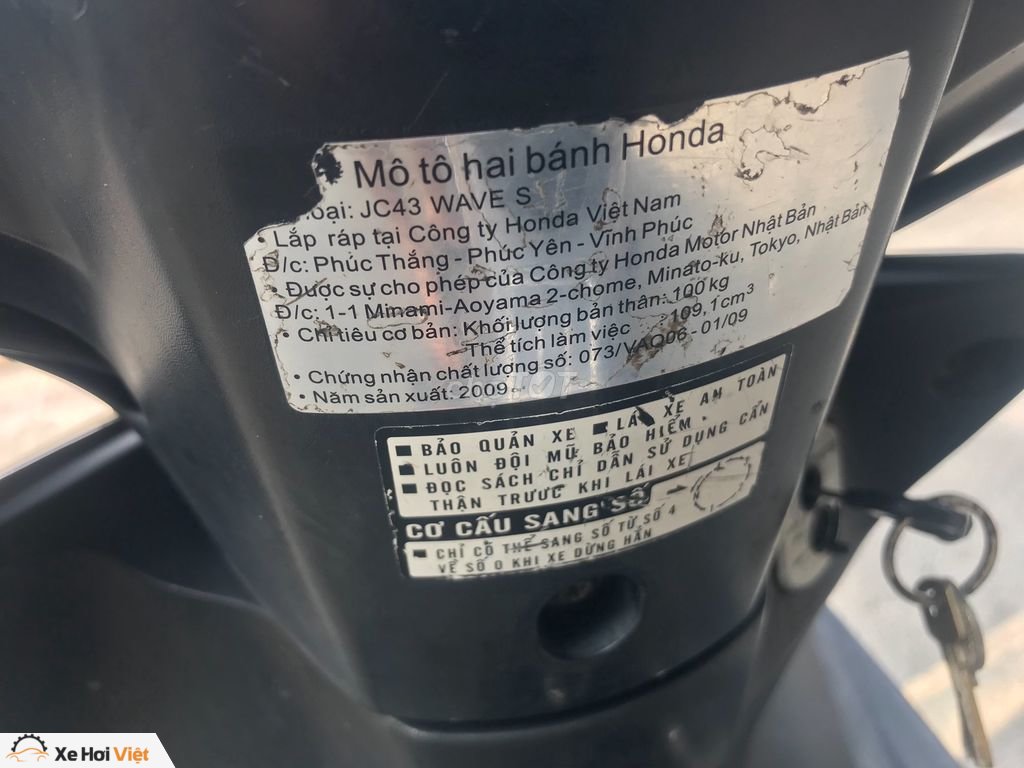 Mô tô hai bánh Honda
oại: JC43 WAVE S
• Lắp ráp tại Công ty Honda Việt Nam
Đ/c: Phúc Thắng - Phúc Yên - Vĩnh Phúc
• Được sự cho phép của Công ty Honda Motor Nhật Bản
Đ/c: 1-1 Minami-Aoyama 2-chome, Minato-ku, Tokyo, Nhật Bản
• Chỉ tiêu cơ bản: Khối lượng bản thân: 100 kg
Thể tích làm việc : 109,1 cm³
• Chứng nhận chất lượng số: 073/VAQ06 - 01/09
• Năm sản xuất: 2009
■ BẢO QUẢN XE ■ LÁI XE AN TOÀN
■ LUÔN ĐỘI MŨ BẢO HIỂM
■ ĐỌC SÁCH CHỈ DẪN SỬ DỤNG CẨN
THẬN TRƯỚC KHI LÁI XE
CƠ CẤU SANG SỐ
■ CHỈ CÓ THỂ SANG SỐ TỪ SỐ 4
VỀ SỐ 0 KHI XE DỪNG HẲN
Xe Hơi Việt